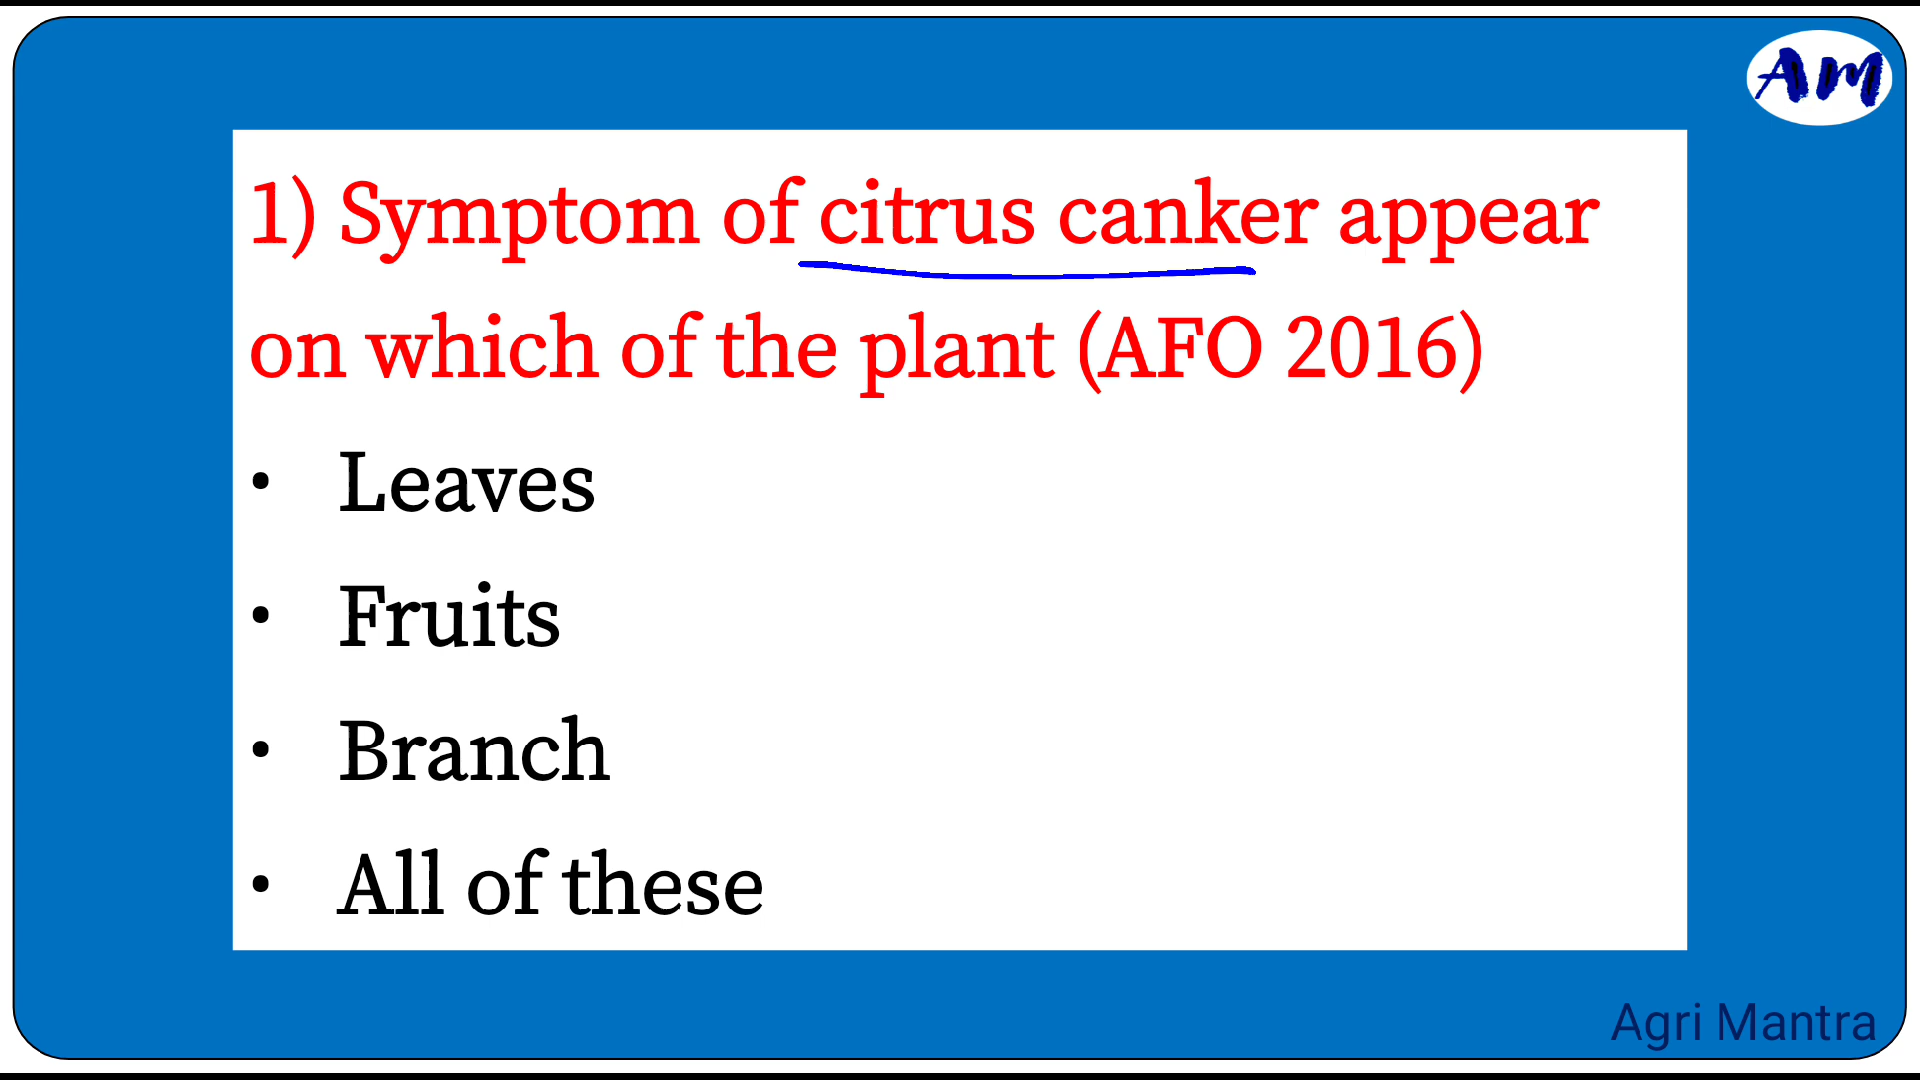 AM
1) Symptom of citrus canker appear
on which of the plant (AFO 2016)
• Leaves
• Fruits
• Branch
• All of these
Agri Mantra